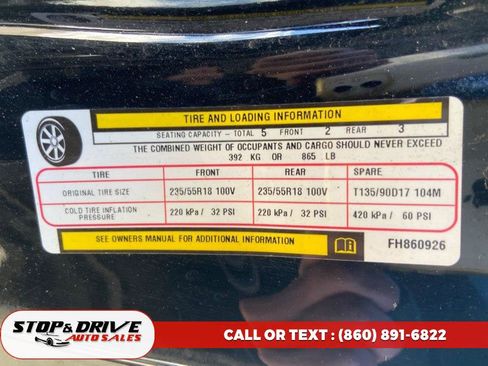 TIRE AND LOADING INFORMATION
SEATING CAPACITY - TOTAL 5 FRONT 2 REAR 3
THE COMBINED WEIGHT OF OCCUPANTS AND CARGO SHOULD NEVER EXCEED
392 KG OR 865 LB
TIRE FRONT REAR SPARE
ORIGINAL TIRE SIZE 235/55R18 100V 235/55R18 100V T135/90D17 104M
COLD TIRE INFLATION PRESSURE 220 kPa / 32 PSI 220 kPa / 32 PSI 420 kPa / 60 PSI
SEE OWNERS MANUAL FOR ADDITIONAL INFORMATION FH860926
STOP & DRIVE
AUTO SALES
CALL OR TEXT : (860) 891-6822